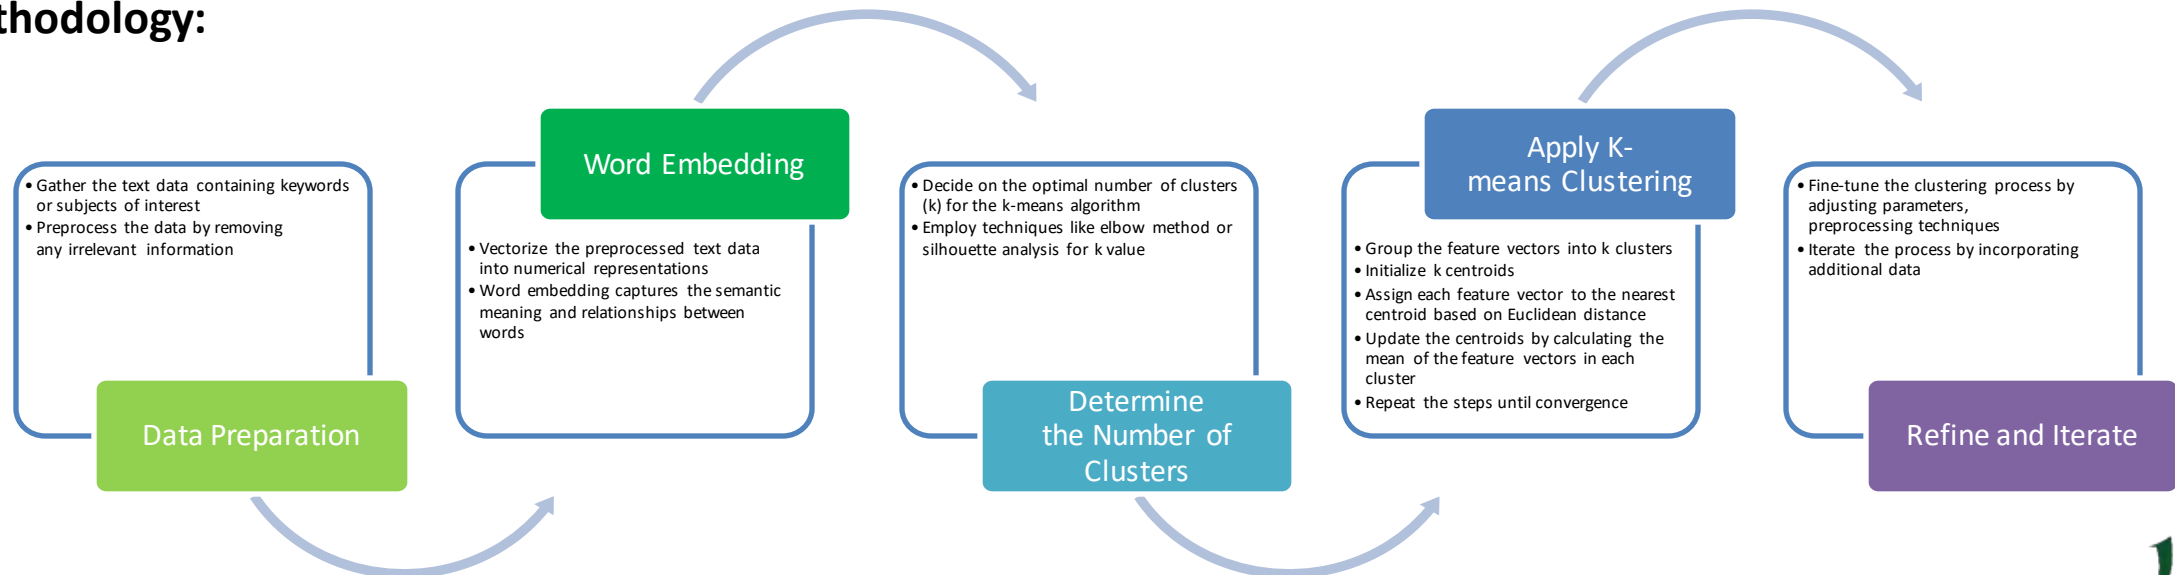 thodology:
• Gather the text data containing keywords
or subjects of interest
• Preprocess the data by removing
any irrelevant information
Data Preparation
Word Embedding
• Vectorize the preprocessed text data
into numerical representations
• Word embedding captures the semantic
meaning and relationships between
words
• Decide on the optimal number of clusters
(k) for the k-means algorithm
• Employ techniques like elbow method or
silhouette analysis for k value
Determine
the Number of
Clusters
Apply K-
means Clustering
• Group the feature vectors into k clusters
• Initialize k centroids
• Assign each feature vector to the nearest
centroid based on Euclidean distance
• Update the centroids by calculating the
mean of the feature vectors in each
cluster
• Repeat the steps until convergence
• Fine-tune the clustering process by
adjusting parameters,
preprocessing techniques
• Iterate the process by incorporating
additional data
Refine and Iterate